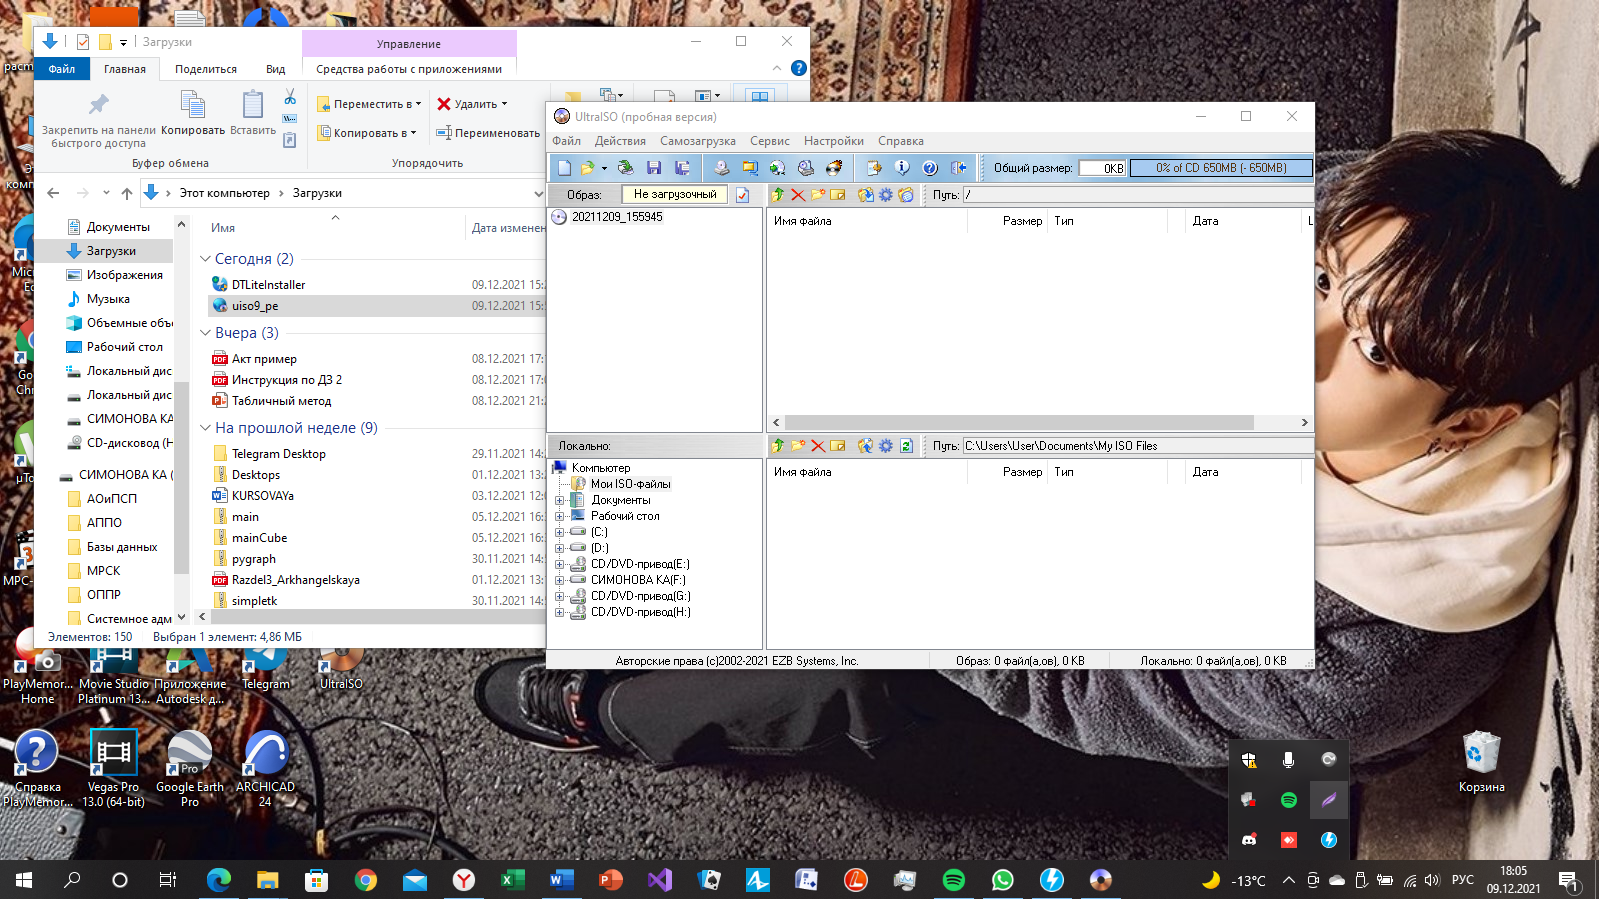 Загрузки
Управление
Файл
Главная
Поделиться
Вид
Средства работы с приложениями
Закрепить на панели быстрого доступа
Копировать
Вставить
Переместить в
Копировать в
Удалить
Переименовать
Буфер обмена
Упорядочить
Этот компьютер
Загрузки
Документы
Загрузки
Изображения
Музыка
Объемные объ
Рабочий стол
Локальный дис
Локальный дис
СИМОНОВА КА
CD-дисковод (H
СИМОНОВА КА (
АОиПСП
АППО
Базы данных
МРСК
ОППР
Системное адм
Имя
Дата изменен
Сегодня (2)
DTLiteInstaller 09.12.2021 15:
uiso9_pe 09.12.2021 15:
Вчера (3)
Акт пример 08.12.2021 17:
Инструкция по ДЗ 2 08.12.2021 17:
Табличный метод 08.12.2021 21:
На прошлой неделе (9)
Telegram Desktop 29.11.2021 14:
Desktops 01.12.2021 13:
KURSOVAYa 03.12.2021 12:
main 05.12.2021 16:
mainCube 05.12.2021 16:
pygraph 30.11.2021 14:
Razdel3_Arkhangelskaya 01.12.2021 13:
simpletk 30.11.2021 14:
Элементов: 150
Выбран 1 элемент: 4,86 МБ
UltraISO (пробная версия)
Файл
Действия
Самозагрузка
Сервис
Настройки
Справка
Общий размер:
0KB
0% of CD 650MB (- 650MB)
Образ:
Не загрузочный
Путь: /
20211209_155945
Имя файла
Размер
Тип
Дата
Локально:
Путь: C:\Users\User\Documents\My ISO Files
Компьютер
Мои ISO-файлы
Документы
Рабочий стол
(C:)
(D:)
CD/DVD-привод(E:)
СИМОНОВА КА(F:)
CD/DVD-привод(G:)
CD/DVD-привод(H:)
Имя файла
Размер
Тип
Дата
Авторские права (c)2002-2021 EZB Systems, Inc.
Образ: 0 Файл(а,ов), 0 KB
Локально: 0 Файл(а,ов), 0 KB
PlayMemor... Home
Movie Studio Platinum 13...
Приложение Autodesk д...
Telegram
UltraISO
Справка PlayMemor...
Vegas Pro 13.0 (64-bit)
Google Earth Pro
ARCHICAD 24
Корзина
-13°C
РУС
18:05
09.12.2021
1